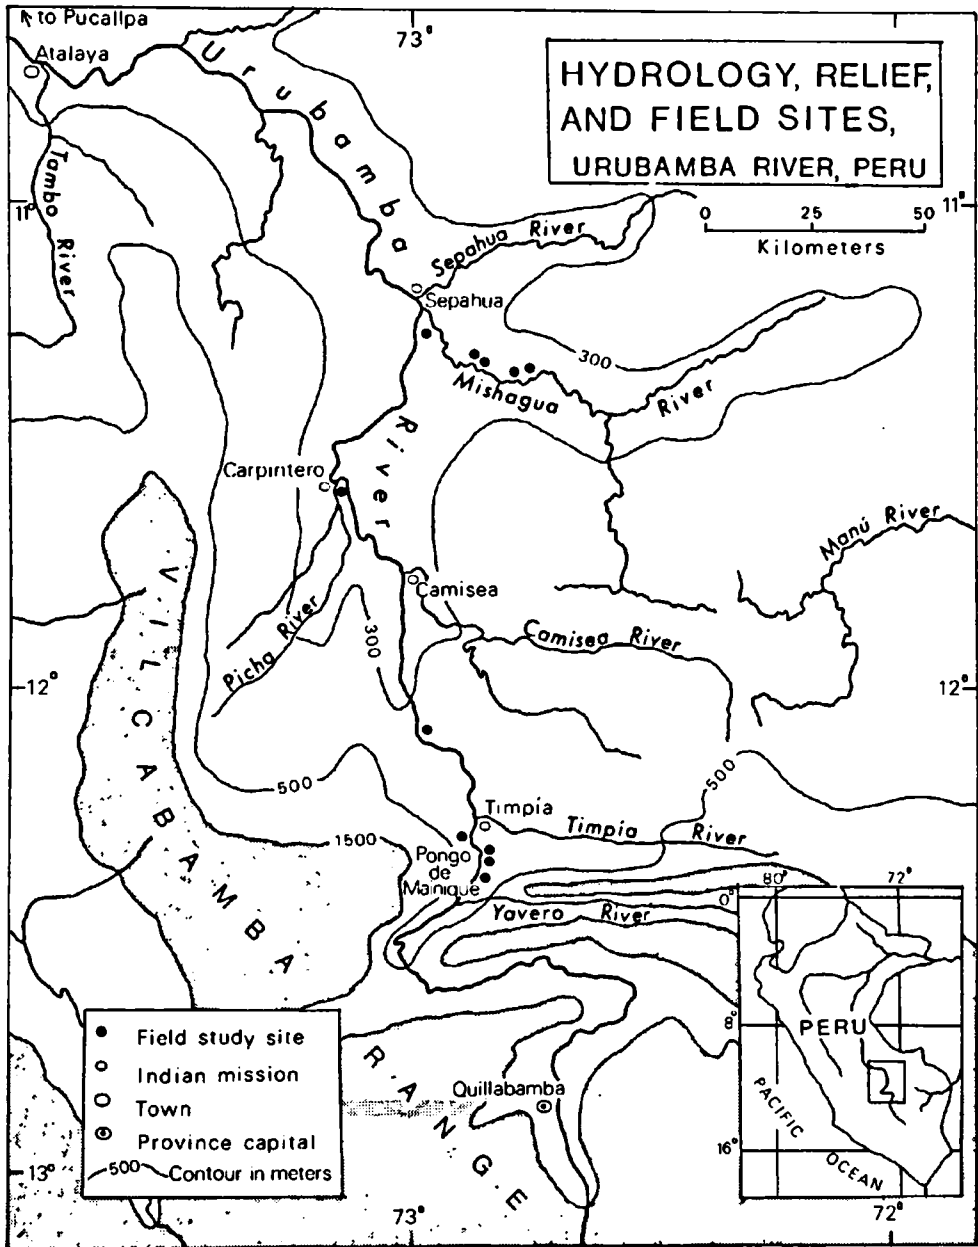 to Pucallpa
73°
Atalaya
Urubamba
HYDROLOGY, RELIEF,
AND FIELD SITES,
URUBAMBA RIVER, PERU
Tambo River
11°
11°
0 25 50
Kilometers
Sepahua River
Sepahua
300
Mishagua River
River
Carpintero
Manú River
VILCABAMBA
Camisea
Picha River
300
Camisea River
12°
12°
500
500
Timpía
Timpía River
1500
Pongo
de
Mainique
Yavero River
80° 72°
0°
8°
PERU
PACIFIC OCEAN
16°
Field study site
Indian mission
Town
Province capital
500 Contour in meters
RANGE
Quillabamba
13°
73°
72°